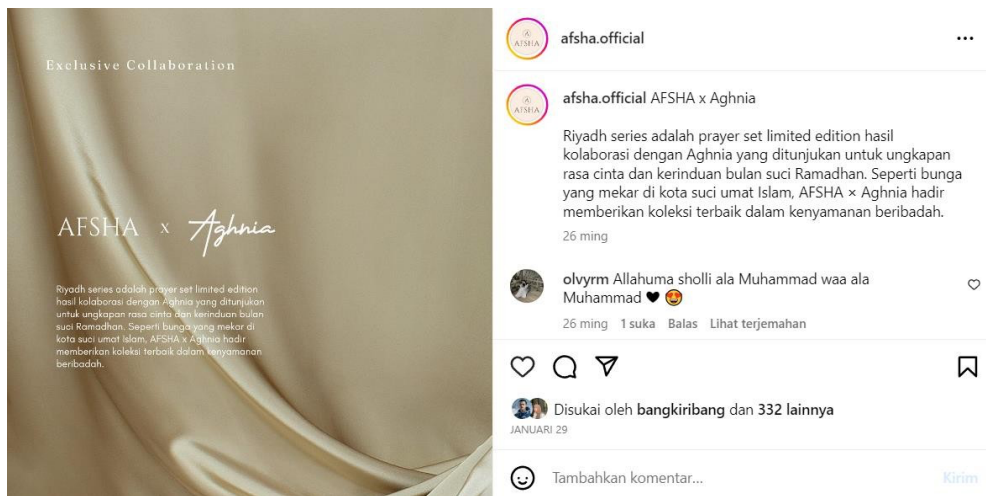 Exclusive Collaboration
AFSHA x Aghnia
Riyadh series adalah prayer set limited edition
hasil kolaborasi dengan Aghnia yang ditunjukan
untuk ungkapan rasa cinta dan kerinduan bulan
suci Ramadhan. Seperti bunga yang mekar di
kota suci umat Islam, AFSHA x Aghnia hadir
memberikan koleksi terbaik dalam kenyamanan
beribadah.
AFSHA
afsha.official
AFSHA
afsha.official AFSHA x Aghnia
Riyadh series adalah prayer set limited edition hasil
kolaborasi dengan Aghnia yang ditunjukan untuk ungkapan
rasa cinta dan kerinduan bulan suci Ramadhan. Seperti bunga
yang mekar di kota suci umat Islam, AFSHA × Aghnia hadir
memberikan koleksi terbaik dalam kenyamanan beribadah.
26 ming
olvyrm Allahuma sholli ala Muhammad waa ala
Muhammad 🖤 😍
26 ming 1 suka Balas Lihat terjemahan
Disukai oleh bangkiribang dan 332 lainnya
JANUARI 29
Tambahkan komentar...
Kirim